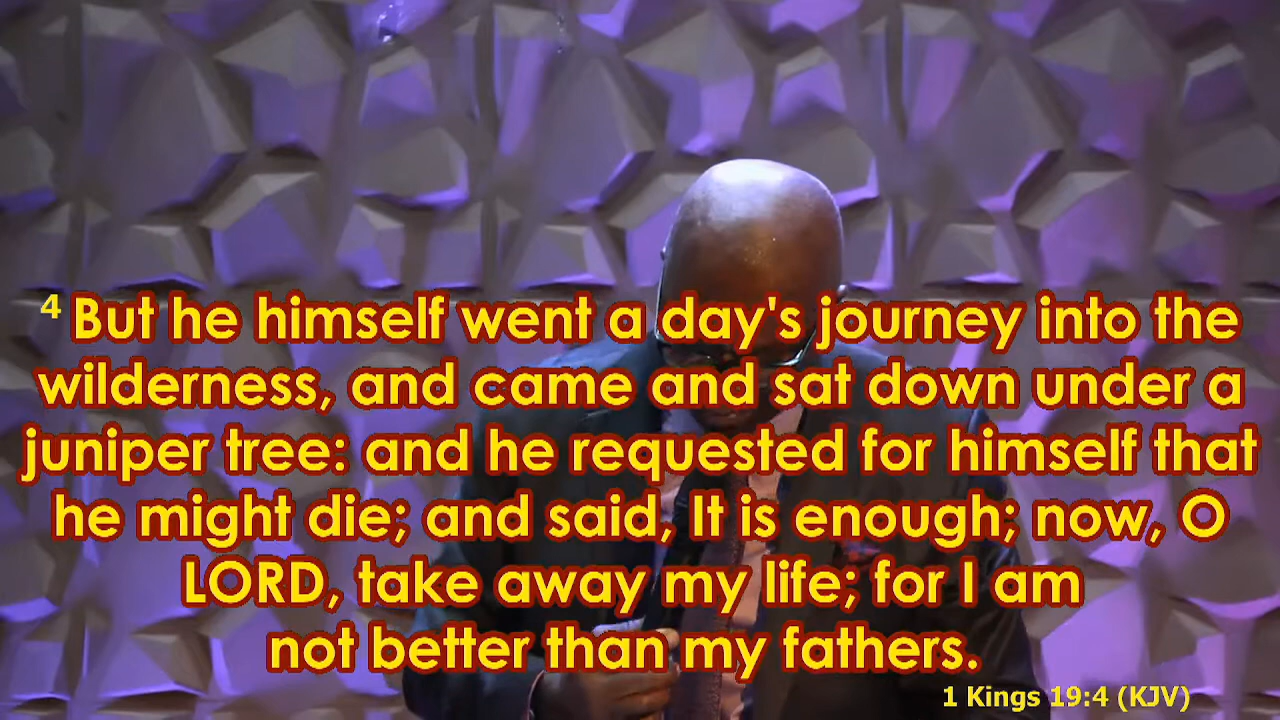 4 But he himself went a day's journey into the
wilderness, and came and sat down under a
juniper tree: and he requested for himself that
he might die; and said, It is enough; now, O
LORD, take away my life; for I am
not better than my fathers.
1 Kings 19:4 (KJV)